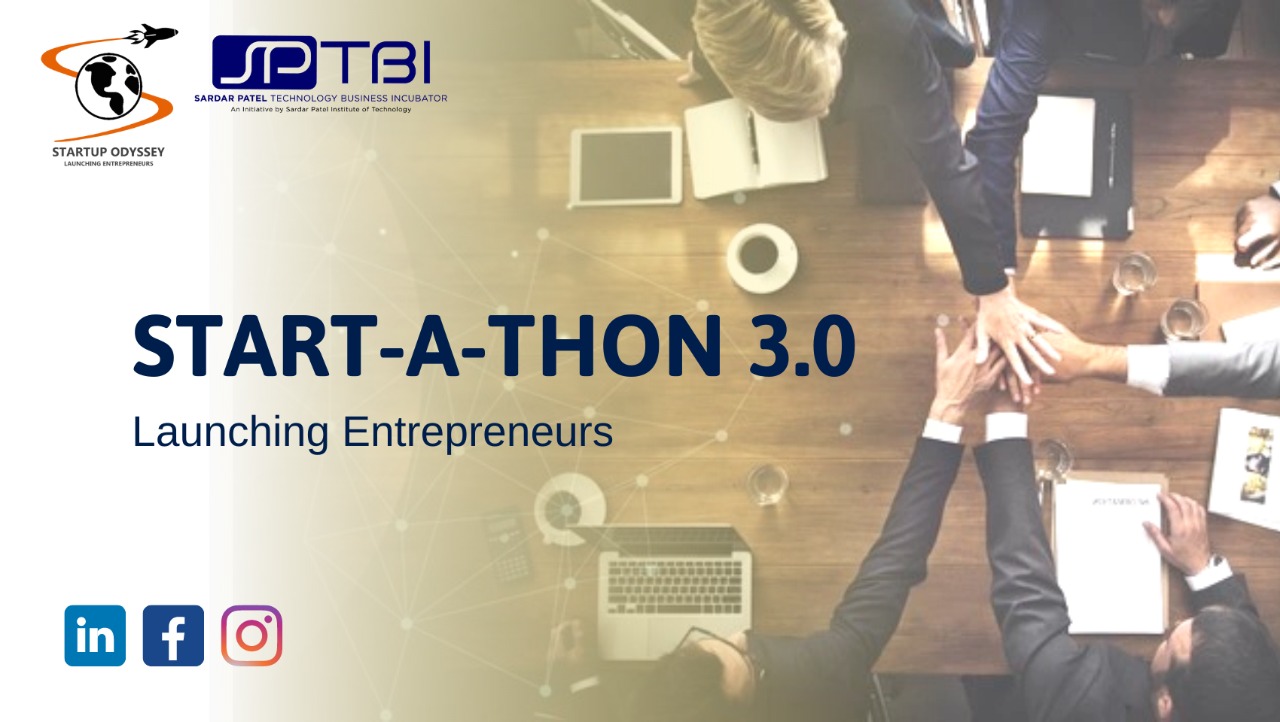 STARTUP ODYSSEY
LAUNCHING ENTREPRENEURS
SPTBI
SARDAR PATEL TECHNOLOGY BUSINESS INCUBATOR
An Initiative by Sardar Patel Institute of Technology
START-A-THON 3.0
Launching Entrepreneurs
in
f